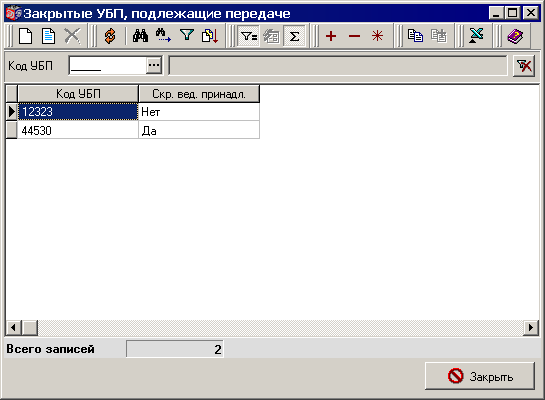 Закрытые УБП, подлежащие передаче
Код УБП
Код УБП Скр. вед. принадл.
12323 Нет
44530 Да
Всего записей 2
Закрыть